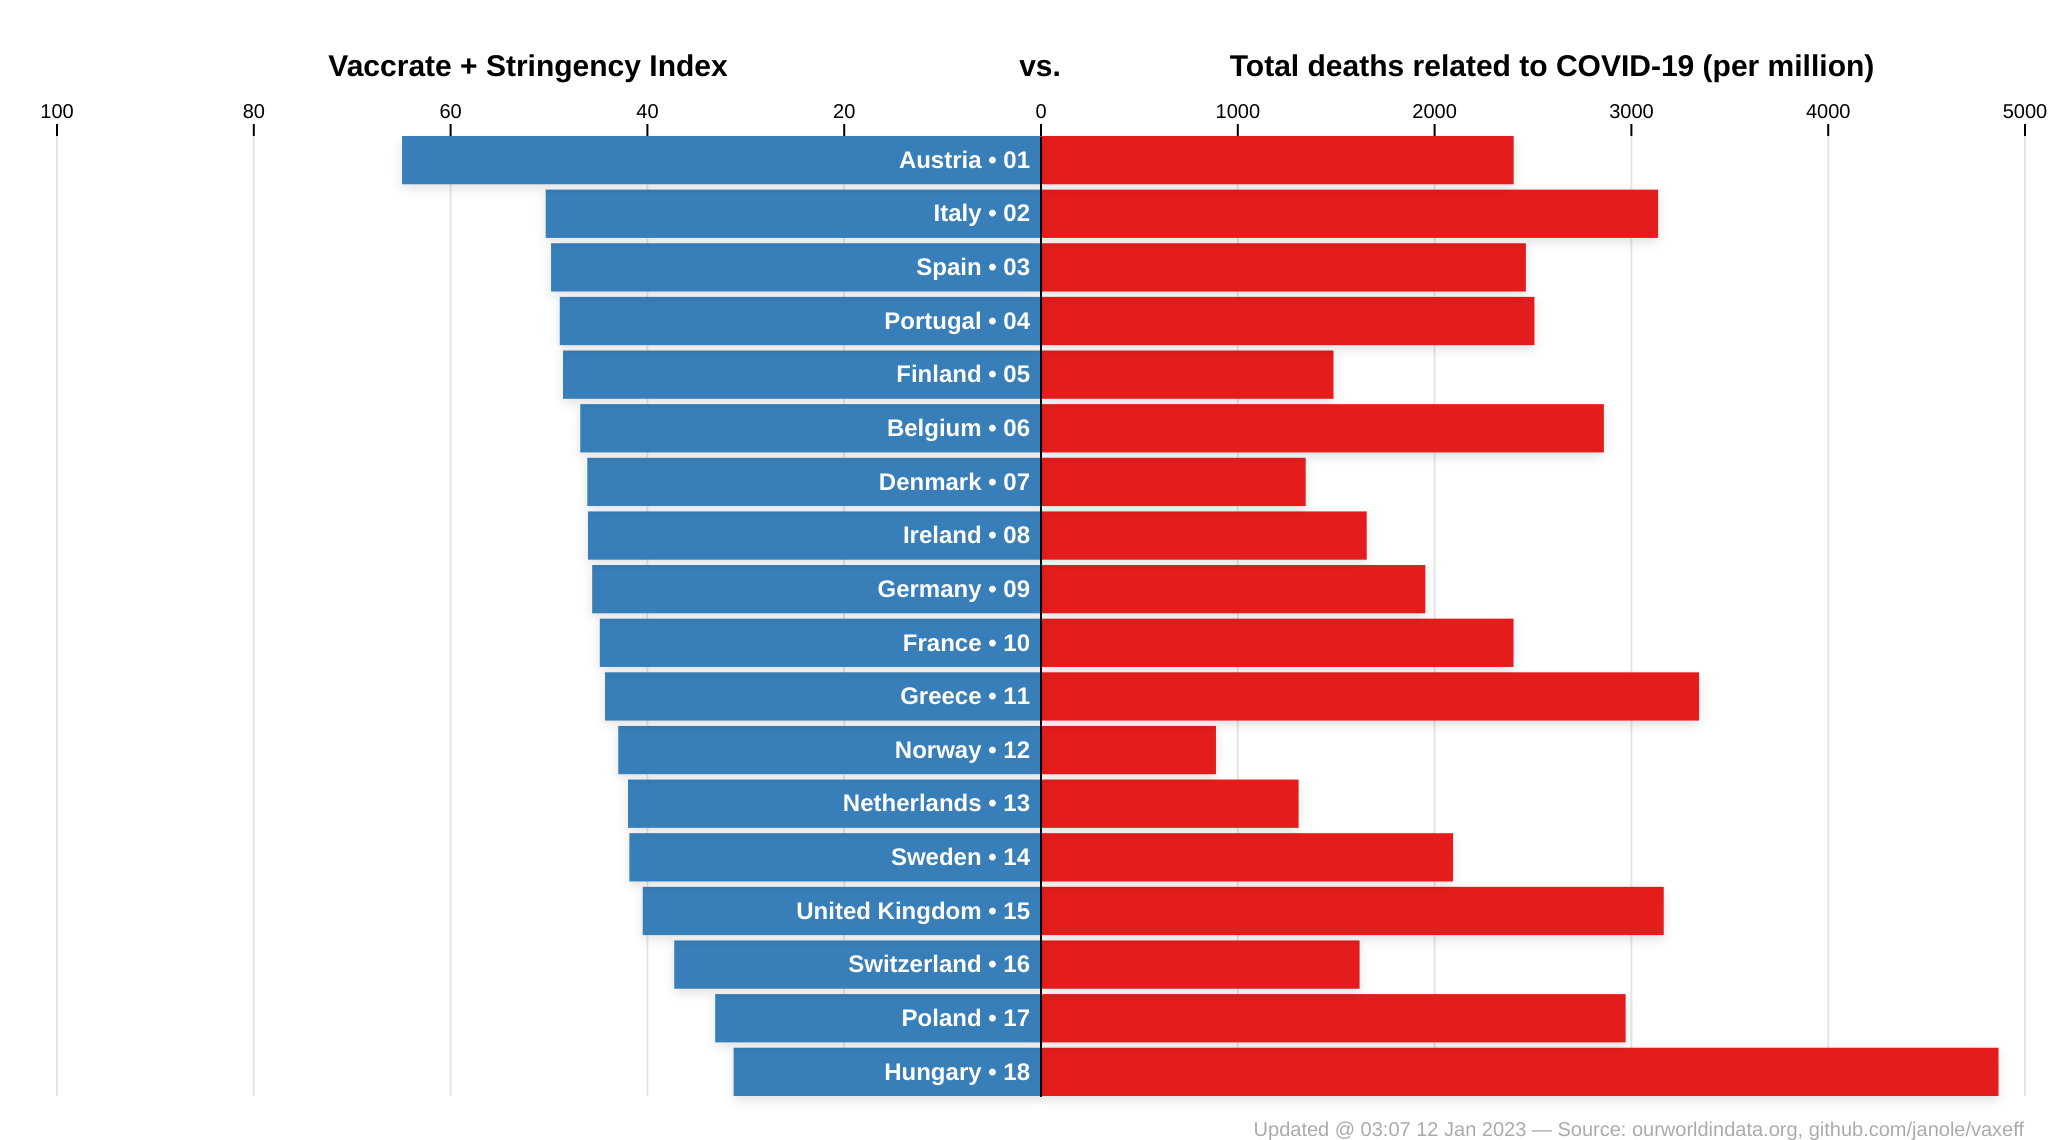 Vaccrate + Stringency Index vs. Total deaths related to COVID-19 (per million)
100 80 60 40 20 0 1000 2000 3000 4000 5000
Austria • 01
Italy • 02
Spain • 03
Portugal • 04
Finland • 05
Belgium • 06
Denmark • 07
Ireland • 08
Germany • 09
France • 10
Greece • 11
Norway • 12
Netherlands • 13
Sweden • 14
United Kingdom • 15
Switzerland • 16
Poland • 17
Hungary • 18
Updated @ 03:07 12 Jan 2023 — Source: ourworldindata.org, github.com/janole/vaxeff